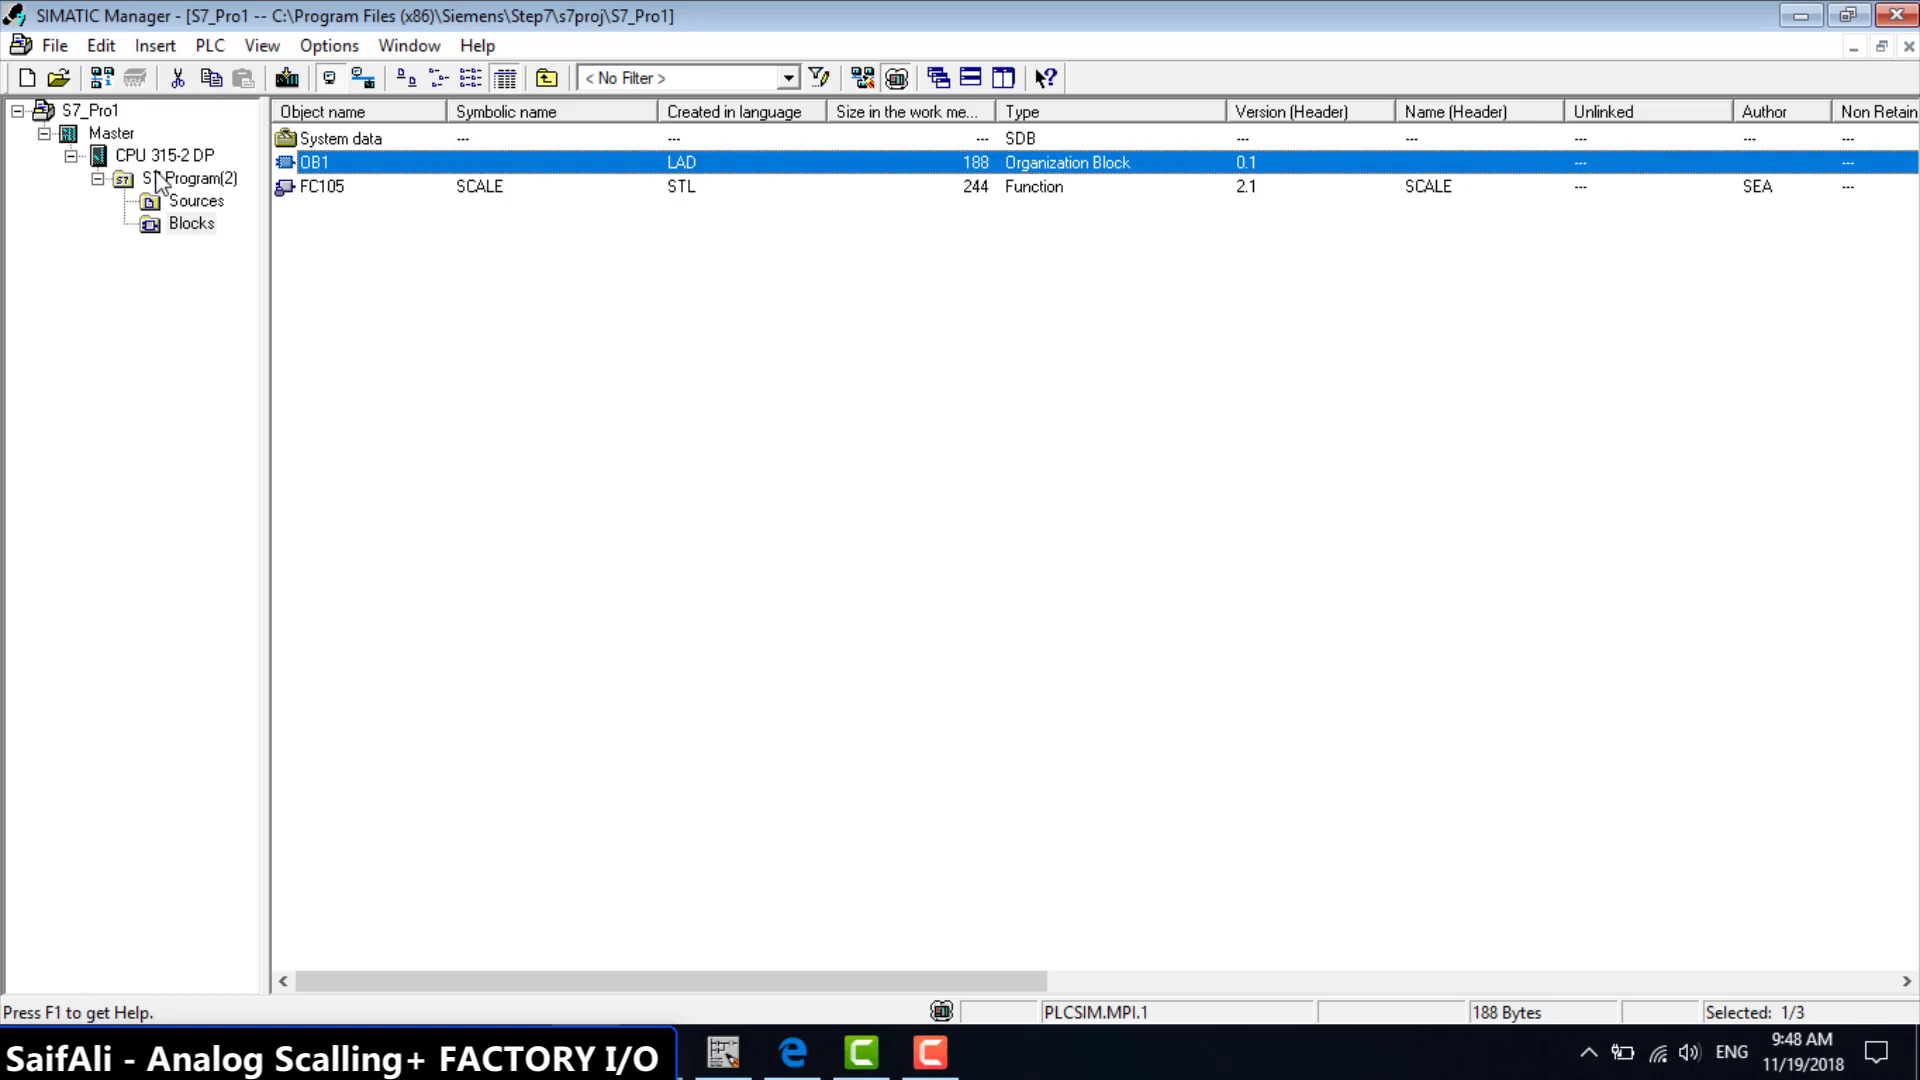 SIMATIC Manager - [S7_Pro1 -- C:\Program Files (x86)\Siemens\Step7\s7proj\S7_Pro1]
File Edit Insert PLC View Options Window Help
< No Filter >
S7_Pro1
Master
CPU 315-2 DP
Program(2)
Sources
Blocks
Object name Symbolic name Created in language Size in the work me... Type Version (Header) Name (Header) Unlinked Author Non Retain
System data --- --- --- SDB --- --- --- --- ---
OB1 LAD 188 Organization Block 0.1 --- ---
FC105 SCALE STL 244 Function 2.1 SCALE --- SEA ---
Press F1 to get Help. PLCSIM.MPI.1 188 Bytes Selected: 1/3
SaifAli - Analog Scalling+ FACTORY I/O
ENG
9:48 AM
11/19/2018